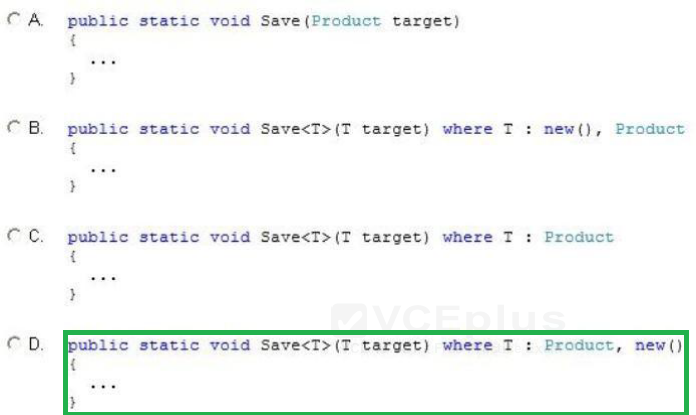 A. public static void Save(Product target)
{
...
}
B. public static void Save<T>(T target) where T : new(), Product
{
...
}
C. public static void Save<T>(T target) where T : Product
{
...
}
VCEplus
D. public static void Save<T>(T target) where T : Product, new()
{
...
}